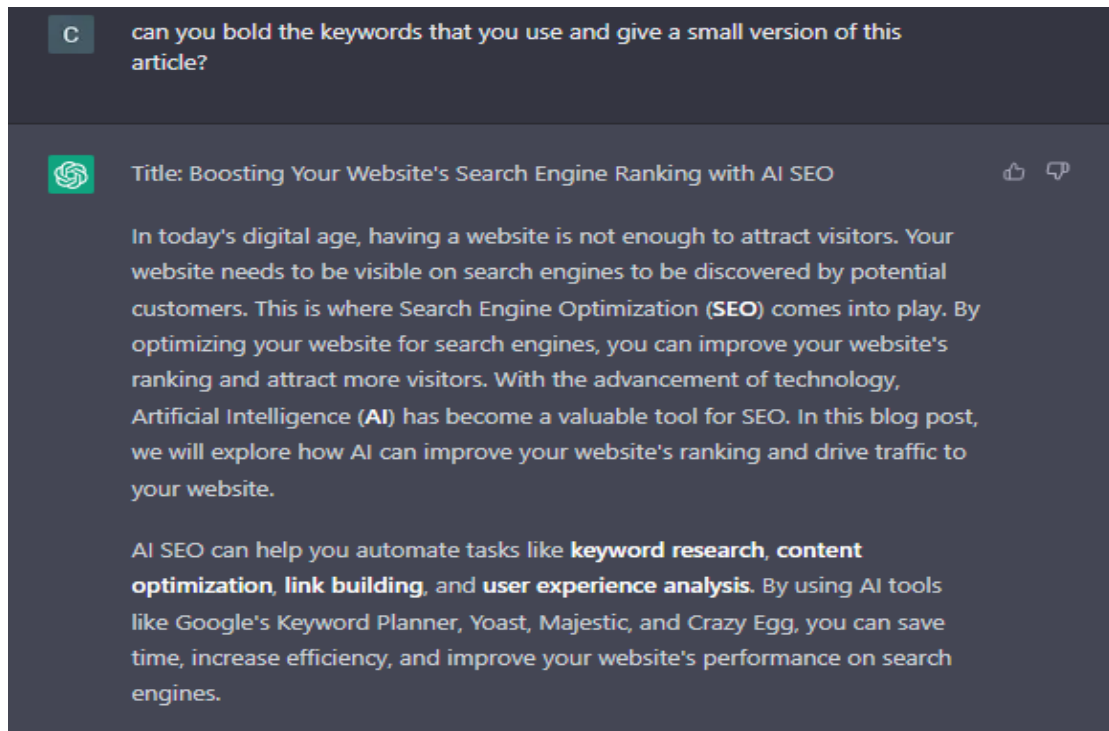 C
can you bold the keywords that you use and give a small version of this
article?
Title: Boosting Your Website's Search Engine Ranking with AI SEO
In today's digital age, having a website is not enough to attract visitors. Your
website needs to be visible on search engines to be discovered by potential
customers. This is where Search Engine Optimization (SEO) comes into play. By
optimizing your website for search engines, you can improve your website's
ranking and attract more visitors. With the advancement of technology,
Artificial Intelligence (AI) has become a valuable tool for SEO. In this blog post,
we will explore how AI can improve your website's ranking and drive traffic to
your website.
AI SEO can help you automate tasks like keyword research, content
optimization, link building, and user experience analysis. By using AI tools
like Google's Keyword Planner, Yoast, Majestic, and Crazy Egg, you can save
time, increase efficiency, and improve your website's performance on search
engines.